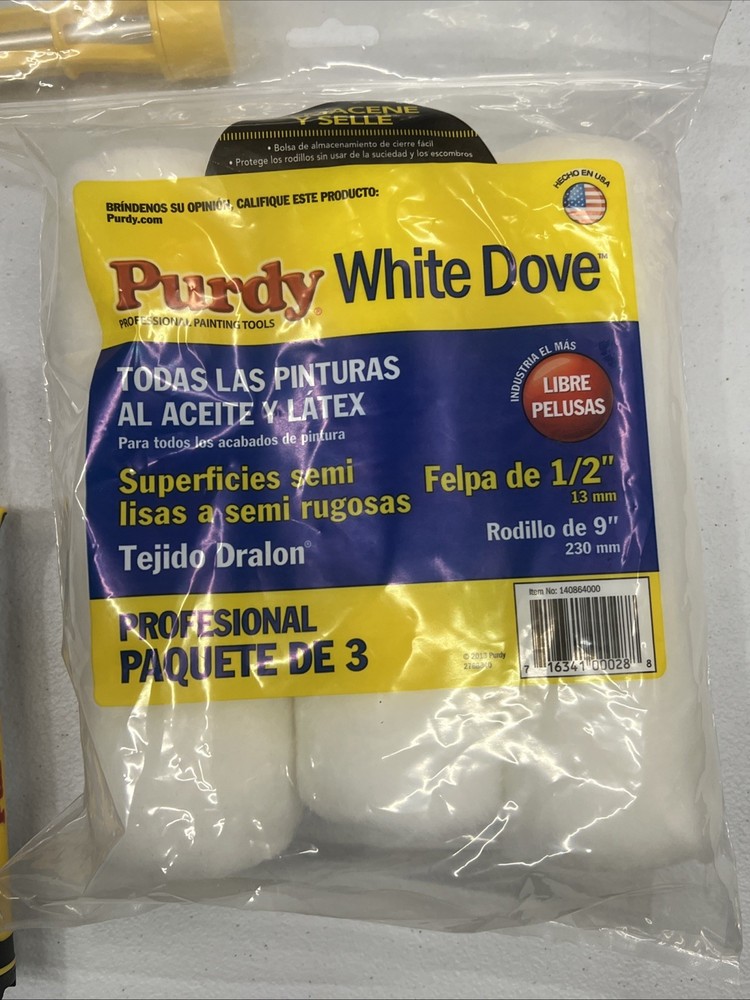 ACENE
Y SELLE
• Bolsa de almacenamiento de cierre fácil
• Protege los rodillos sin usar de la suciedad y los escombros
BRÍNDENOS SU OPINIÓN, CALIFIQUE ESTE PRODUCTO:
Purdy.com
HECHO EN USA
Purdy® White Dove™
PROFESSIONAL PAINTING TOOLS
TODAS LAS PINTURAS
AL ACEITE Y LÁTEX
Para todos los acabados de pintura
INDUSTRIA EL MÁS
LIBRE
PELUSAS
Superficies semi
lisas a semi rugosas
Felpa de 1/2"
13 mm
Tejido Dralon®
Rodillo de 9"
230 mm
PROFESIONAL
PAQUETE DE 3
Item No: 140864000
7 16341 00028 8
Purdy